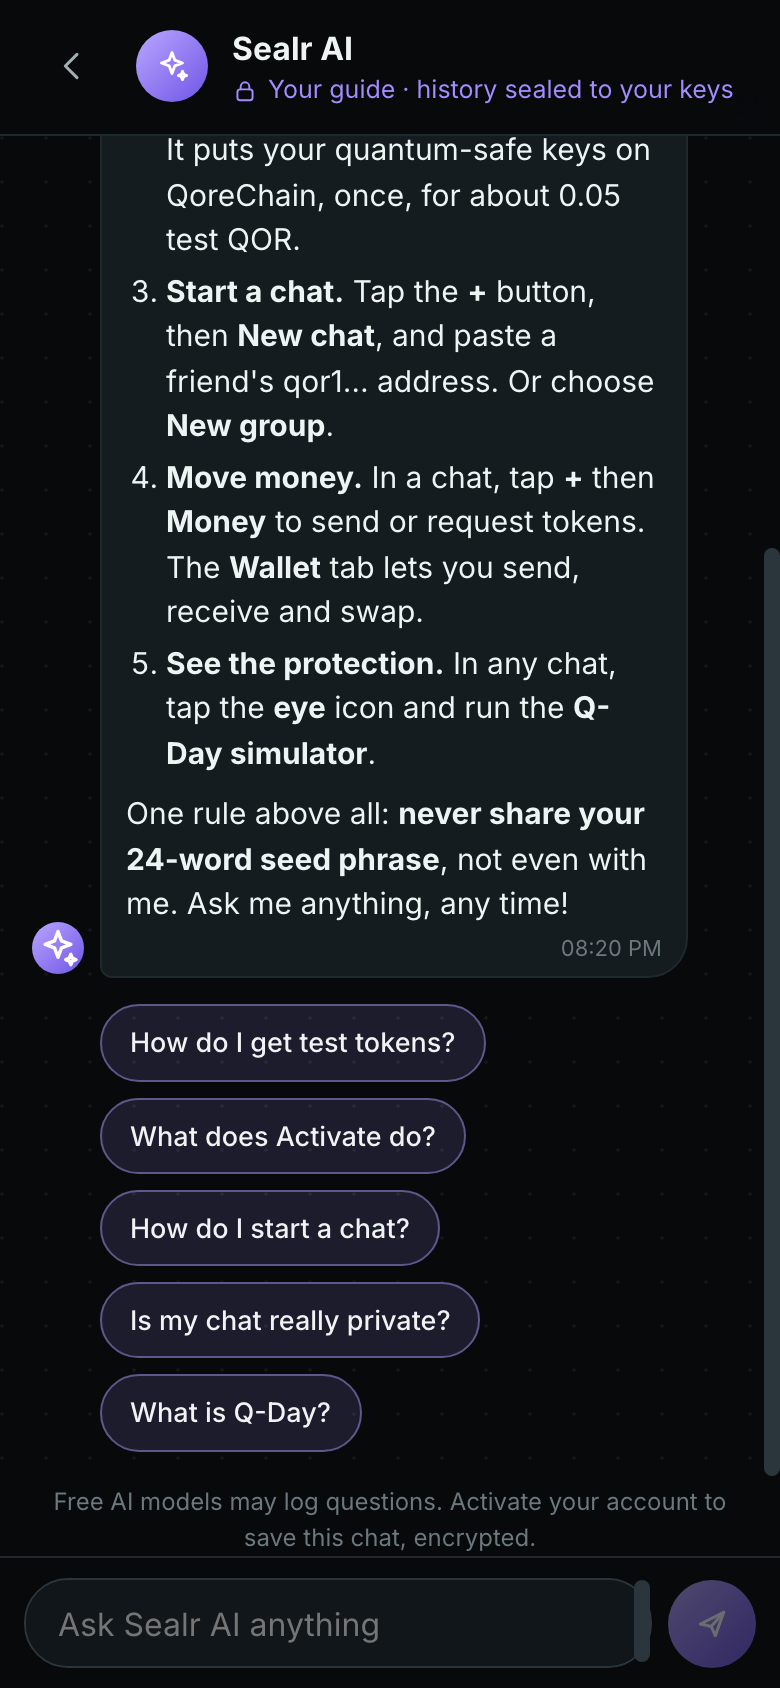 Sealr AI
Your guide · history sealed to your keys
It puts your quantum-safe keys on
QoreChain, once, for about 0.05
test QOR.
3. Start a chat. Tap the + button,
then New chat, and paste a
friend's qor1... address. Or choose
New group.
4. Move money. In a chat, tap + then
Money to send or request tokens.
The Wallet tab lets you send,
receive and swap.
5. See the protection. In any chat,
tap the eye icon and run the Q-
Day simulator.
One rule above all: never share your
24-word seed phrase, not even with
me. Ask me anything, any time!
08:20 PM
How do I get test tokens?
What does Activate do?
How do I start a chat?
Is my chat really private?
What is Q-Day?
Free AI models may log questions. Activate your account to
save this chat, encrypted.
Ask Sealr AI anything